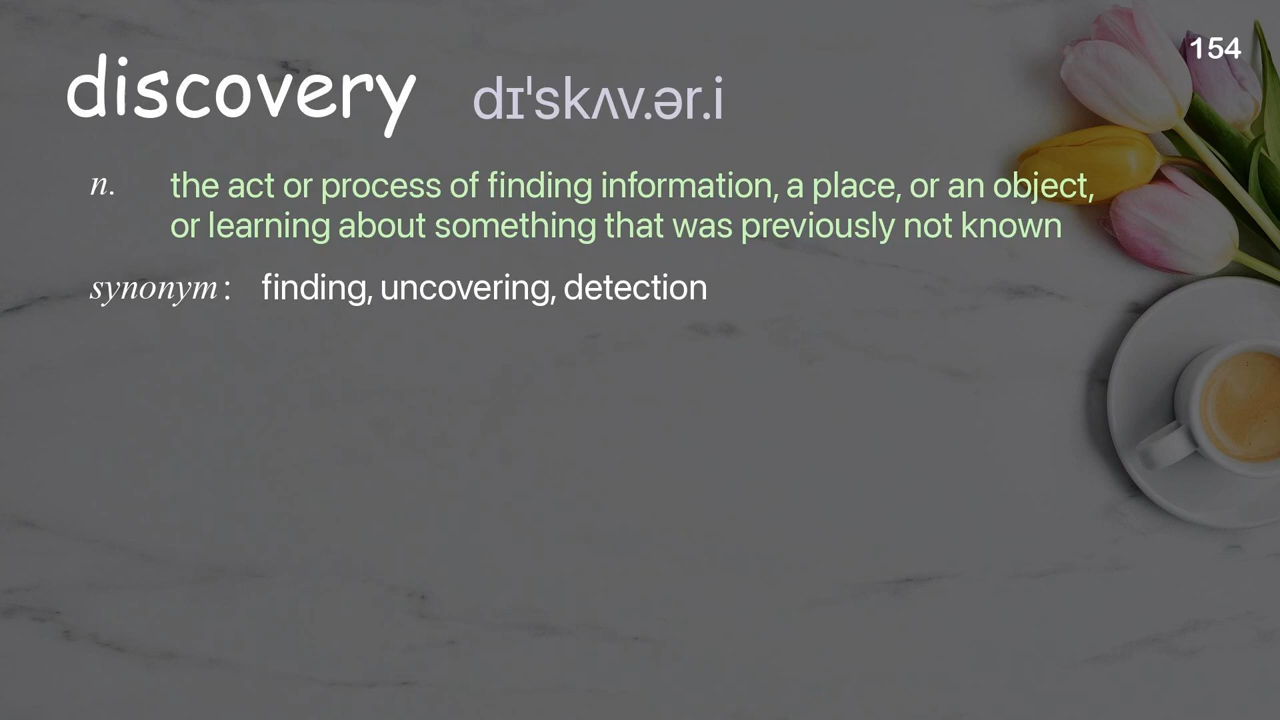 154
discovery dɪˈskʌv.ər.i
n. the act or process of finding information, a place, or an object,
or learning about something that was previously not known
synonym: finding, uncovering, detection